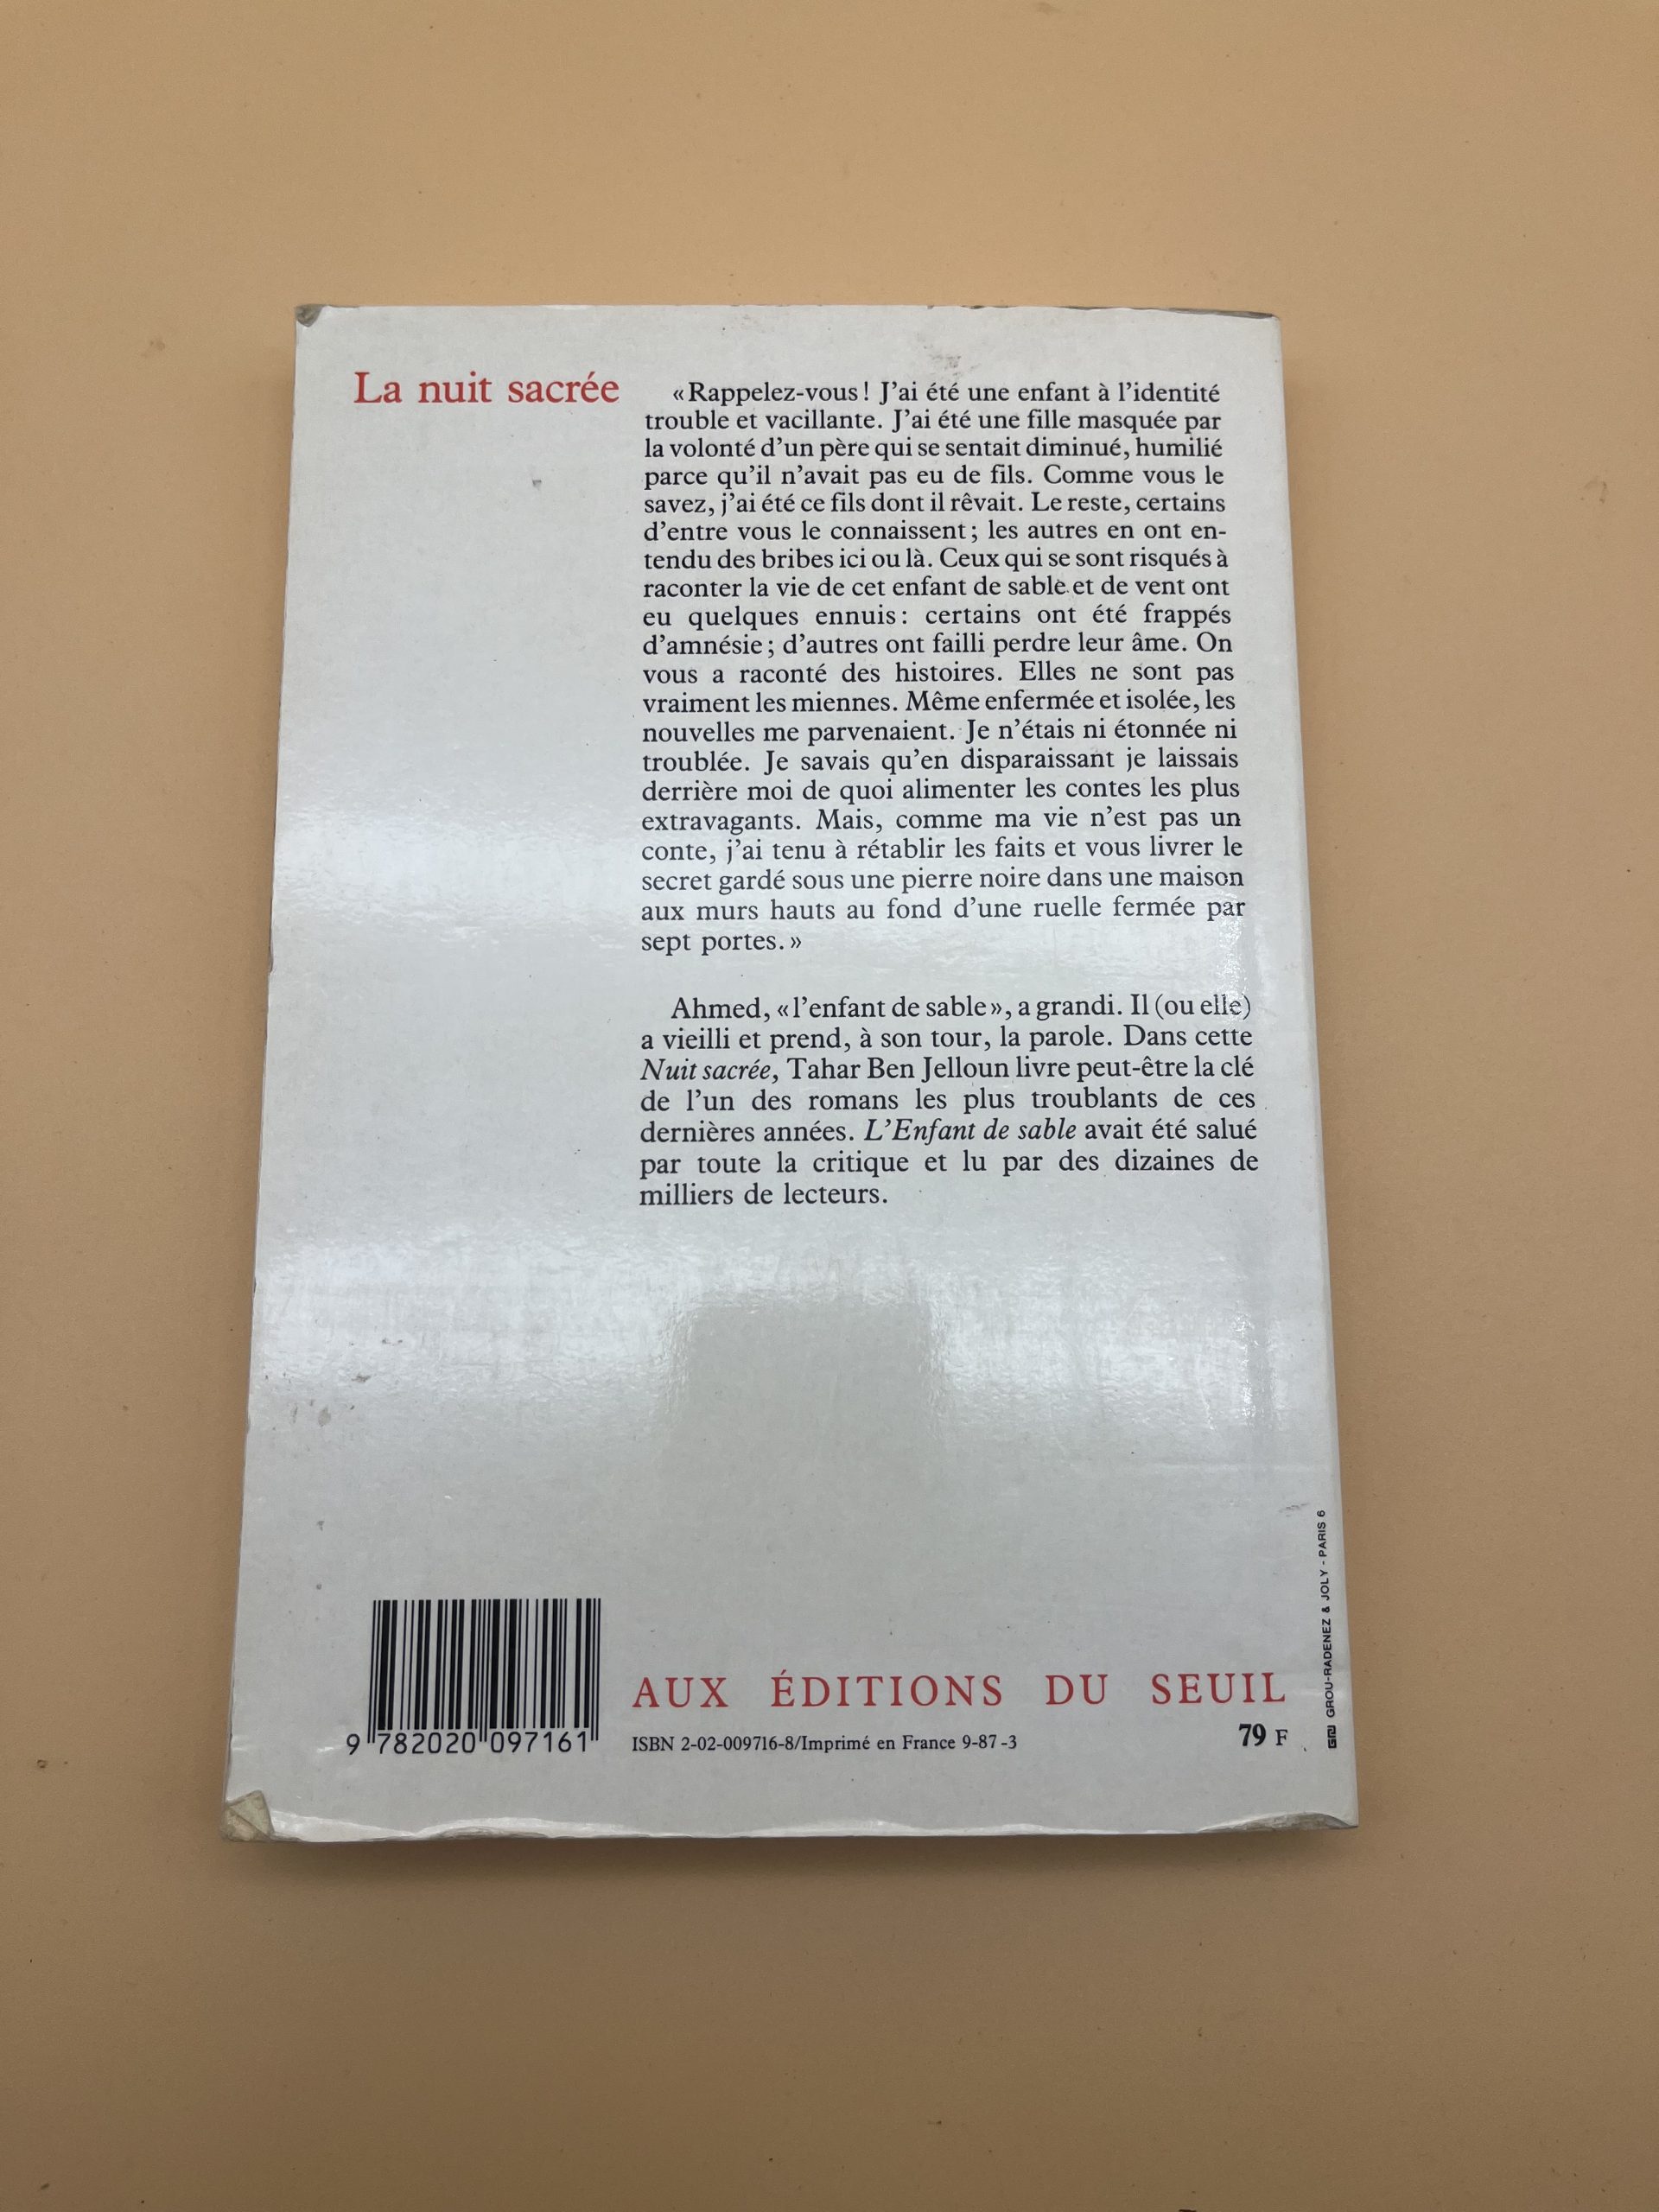 La nuit sacrée
«Rappelez-vous! J'ai été une enfant à l'identité
trouble et vacillante. J'ai été une fille masquée par
la volonté d'un père qui se sentait diminué, humilié
parce qu'il n'avait pas eu de fils. Comme vous le
savez, j'ai été ce fils dont il rêvait. Le reste, certains
d'entre vous le connaissent; les autres en ont en-
tendu des bribes ici ou là. Ceux qui se sont risqués à
raconter la vie de cet enfant de sable et de vent ont
eu quelques ennuis: certains ont été frappés
d'amnésie; d'autres ont failli perdre leur âme. On
vous a raconté des histoires. Elles ne sont pas
vraiment les miennes. Même enfermée et isolée, les
nouvelles me parvenaient. Je n'étais ni étonnée ni
troublée. Je savais qu'en disparaissant je laissais
derrière moi de quoi alimenter les contes les plus
extravagants. Mais, comme ma vie n'est pas un
conte, j'ai tenu à rétablir les faits et vous livrer le
secret gardé sous une pierre noire dans une maison
aux murs hauts au fond d'une ruelle fermée par
sept portes.»
Ahmed, «l'enfant de sable», a grandi. Il (ou elle)
a vieilli et prend, à son tour, la parole. Dans cette
Nuit sacrée, Tahar Ben Jelloun livre peut-être la clé
de l'un des romans les plus troublants de ces
dernières années. L'Enfant de sable avait été salué
par toute la critique et lu par des dizaines de
milliers de lecteurs.
9 782020 097161
AUX ÉDITIONS DU SEUIL
ISBN 2-02-009716-8/Imprimé en France 9-87-3
79 F
GROU-RADENEZ & JOLY - PARIS 6